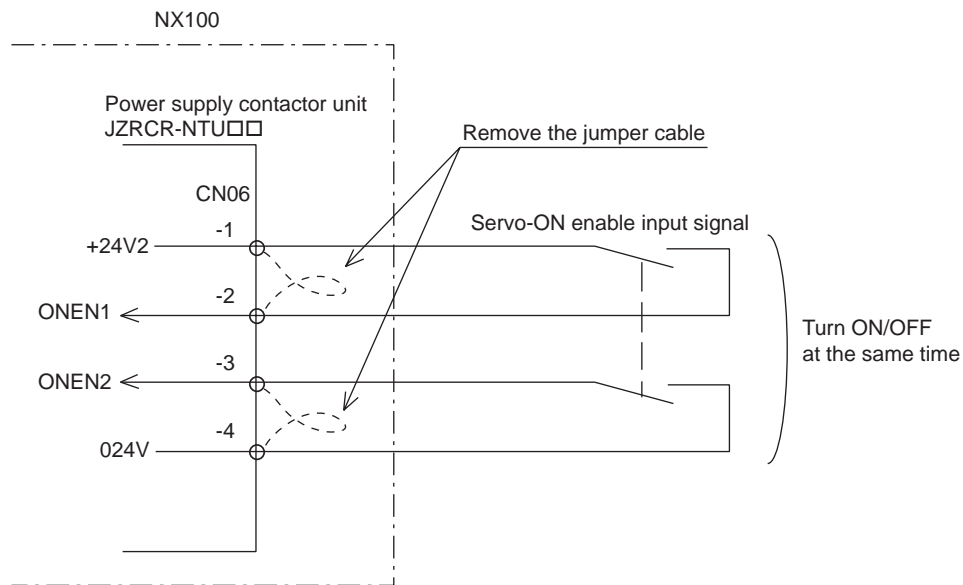 NX100
Power supply contactor unit
JZRCR-NTU□□
Remove the jumper cable
CN06
Servo-ON enable input signal
-1
+24V2
-2
ONEN1
Turn ON/OFF
at the same time
-3
ONEN2
-4
024V